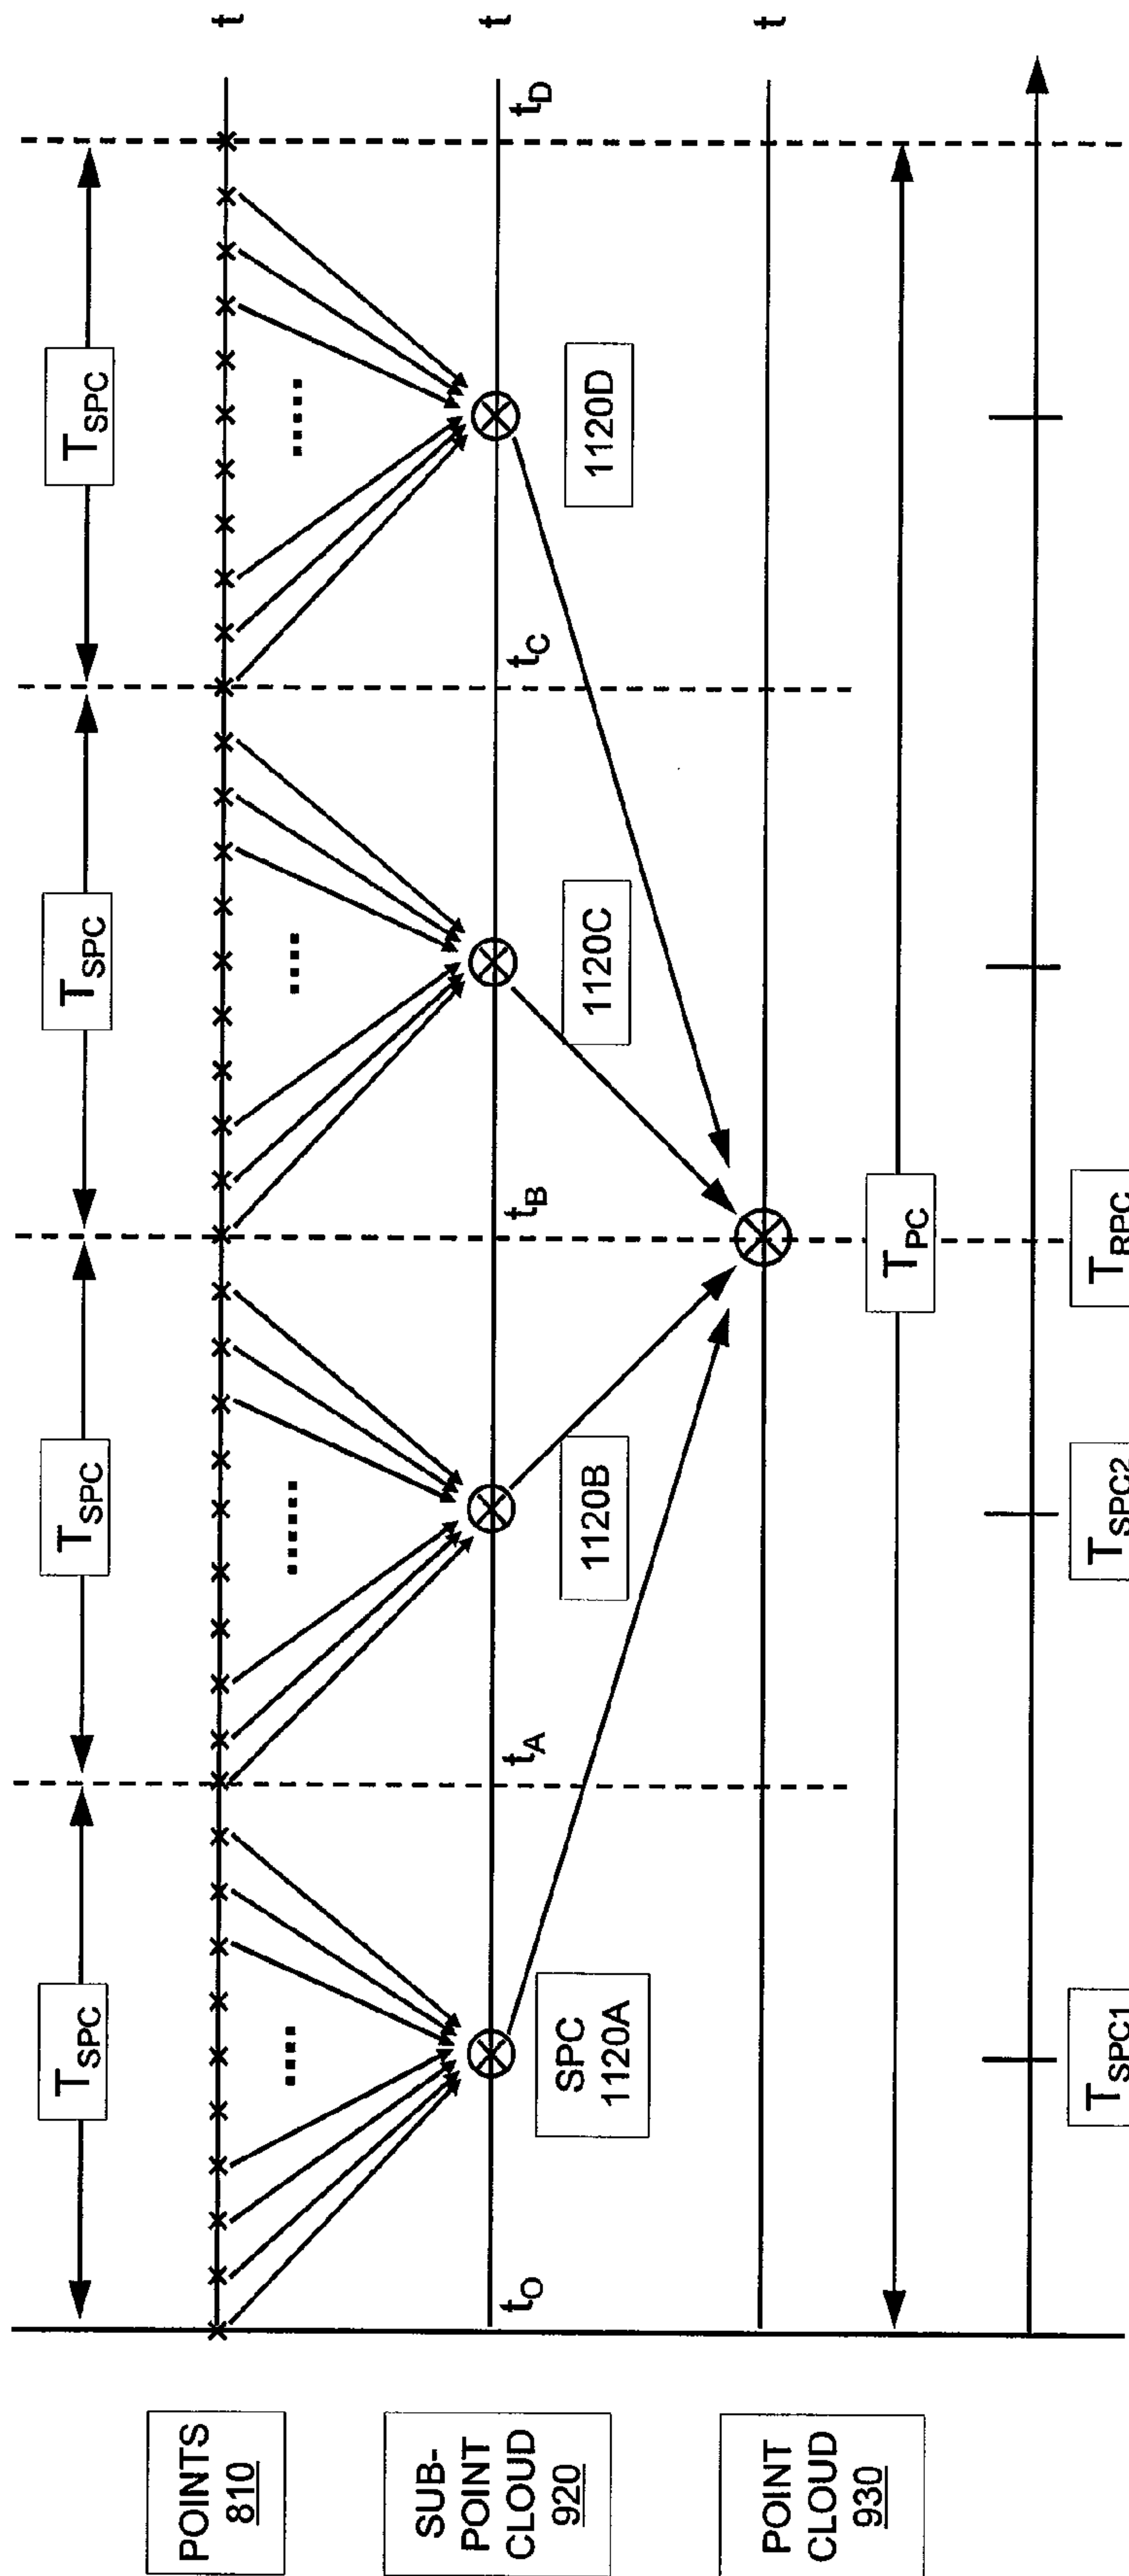 T_SPC
T_SPC
T_SPC
T_SPC
POINTS
810
t
SUB-
POINT
CLOUD
920
t_O
t_A
t_B
t_C
t_D
t
SPC
1120A
1120B
1120C
1120D
POINT
CLOUD
930
t
T_PC
T_SPC1
T_SPC2
T_RPC